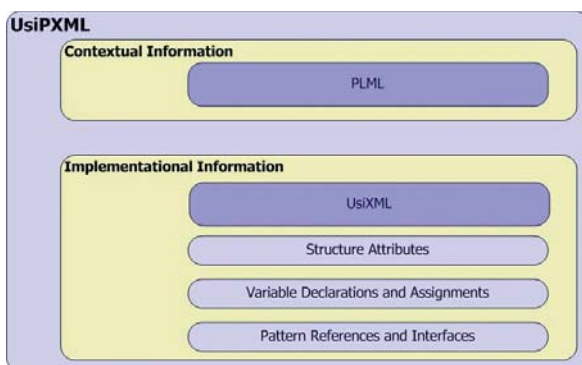 UsiPXML
Contextual Information
PLML
Implementational Information
UsiXML
Structure Attributes
Variable Declarations and Assignments
Pattern References and Interfaces